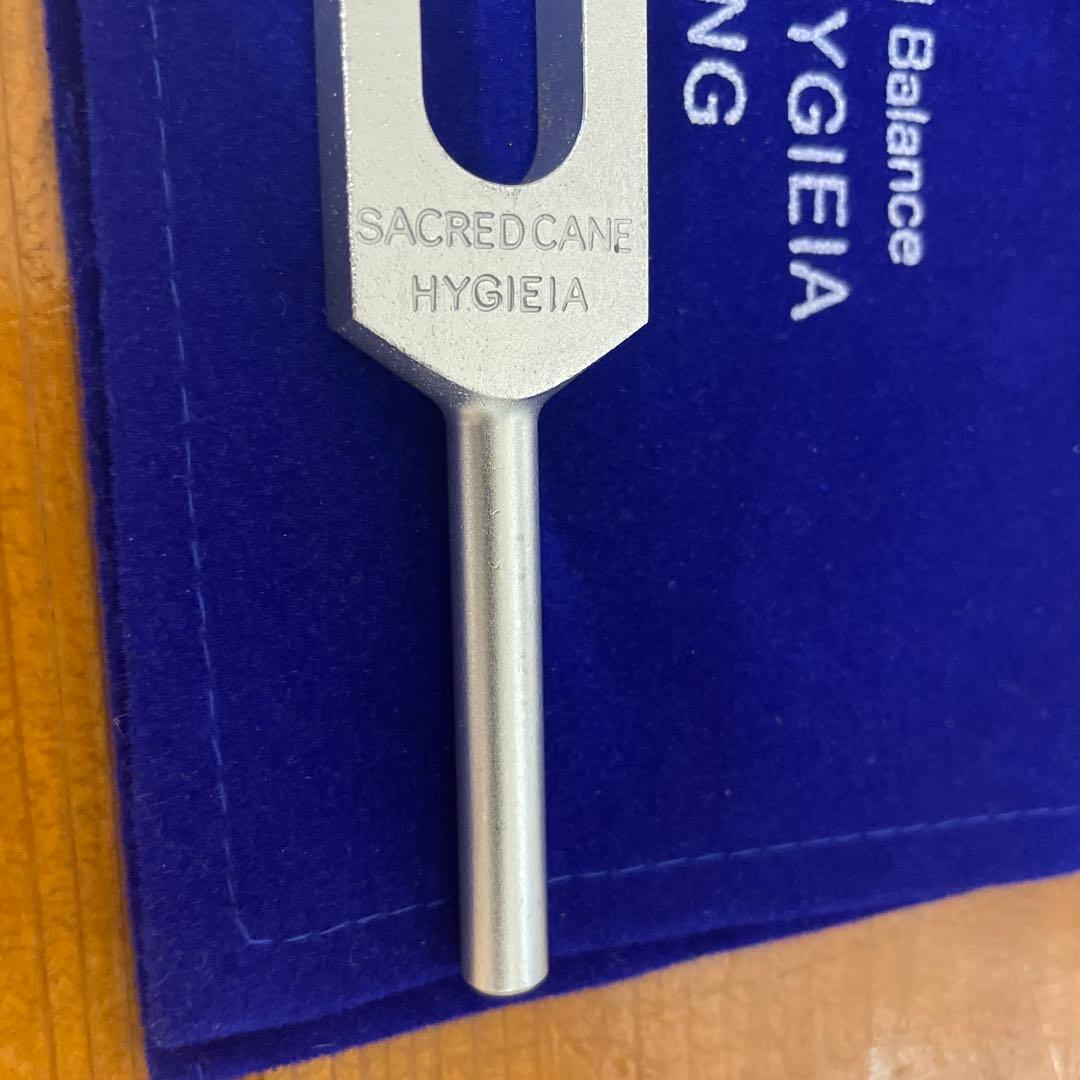 SACRED CANE
HYGIEIA
Balance
YGIEIA
NG